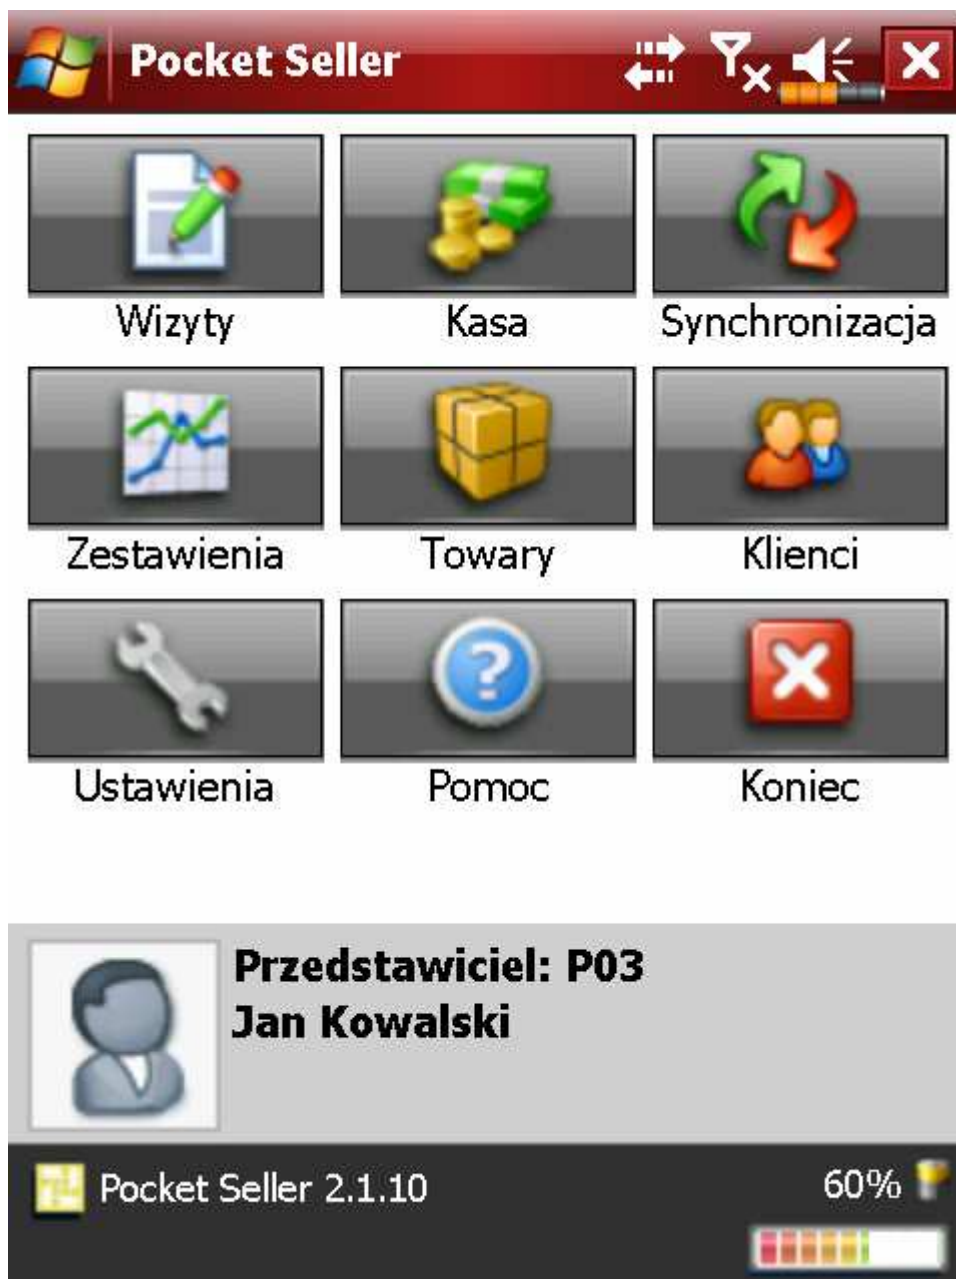 Pocket Seller
Wizyty Kasa Synchronizacja
Zestawienia Towary Klienci
Ustawienia Pomoc Koniec
Przedstawiciel: P03
Jan Kowalski
Pocket Seller 2.1.10 60%